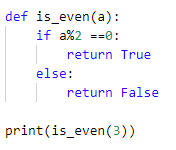 def is_even(a):
    if a%2 ==0:
        return True
    else:
        return False

print(is_even(3))